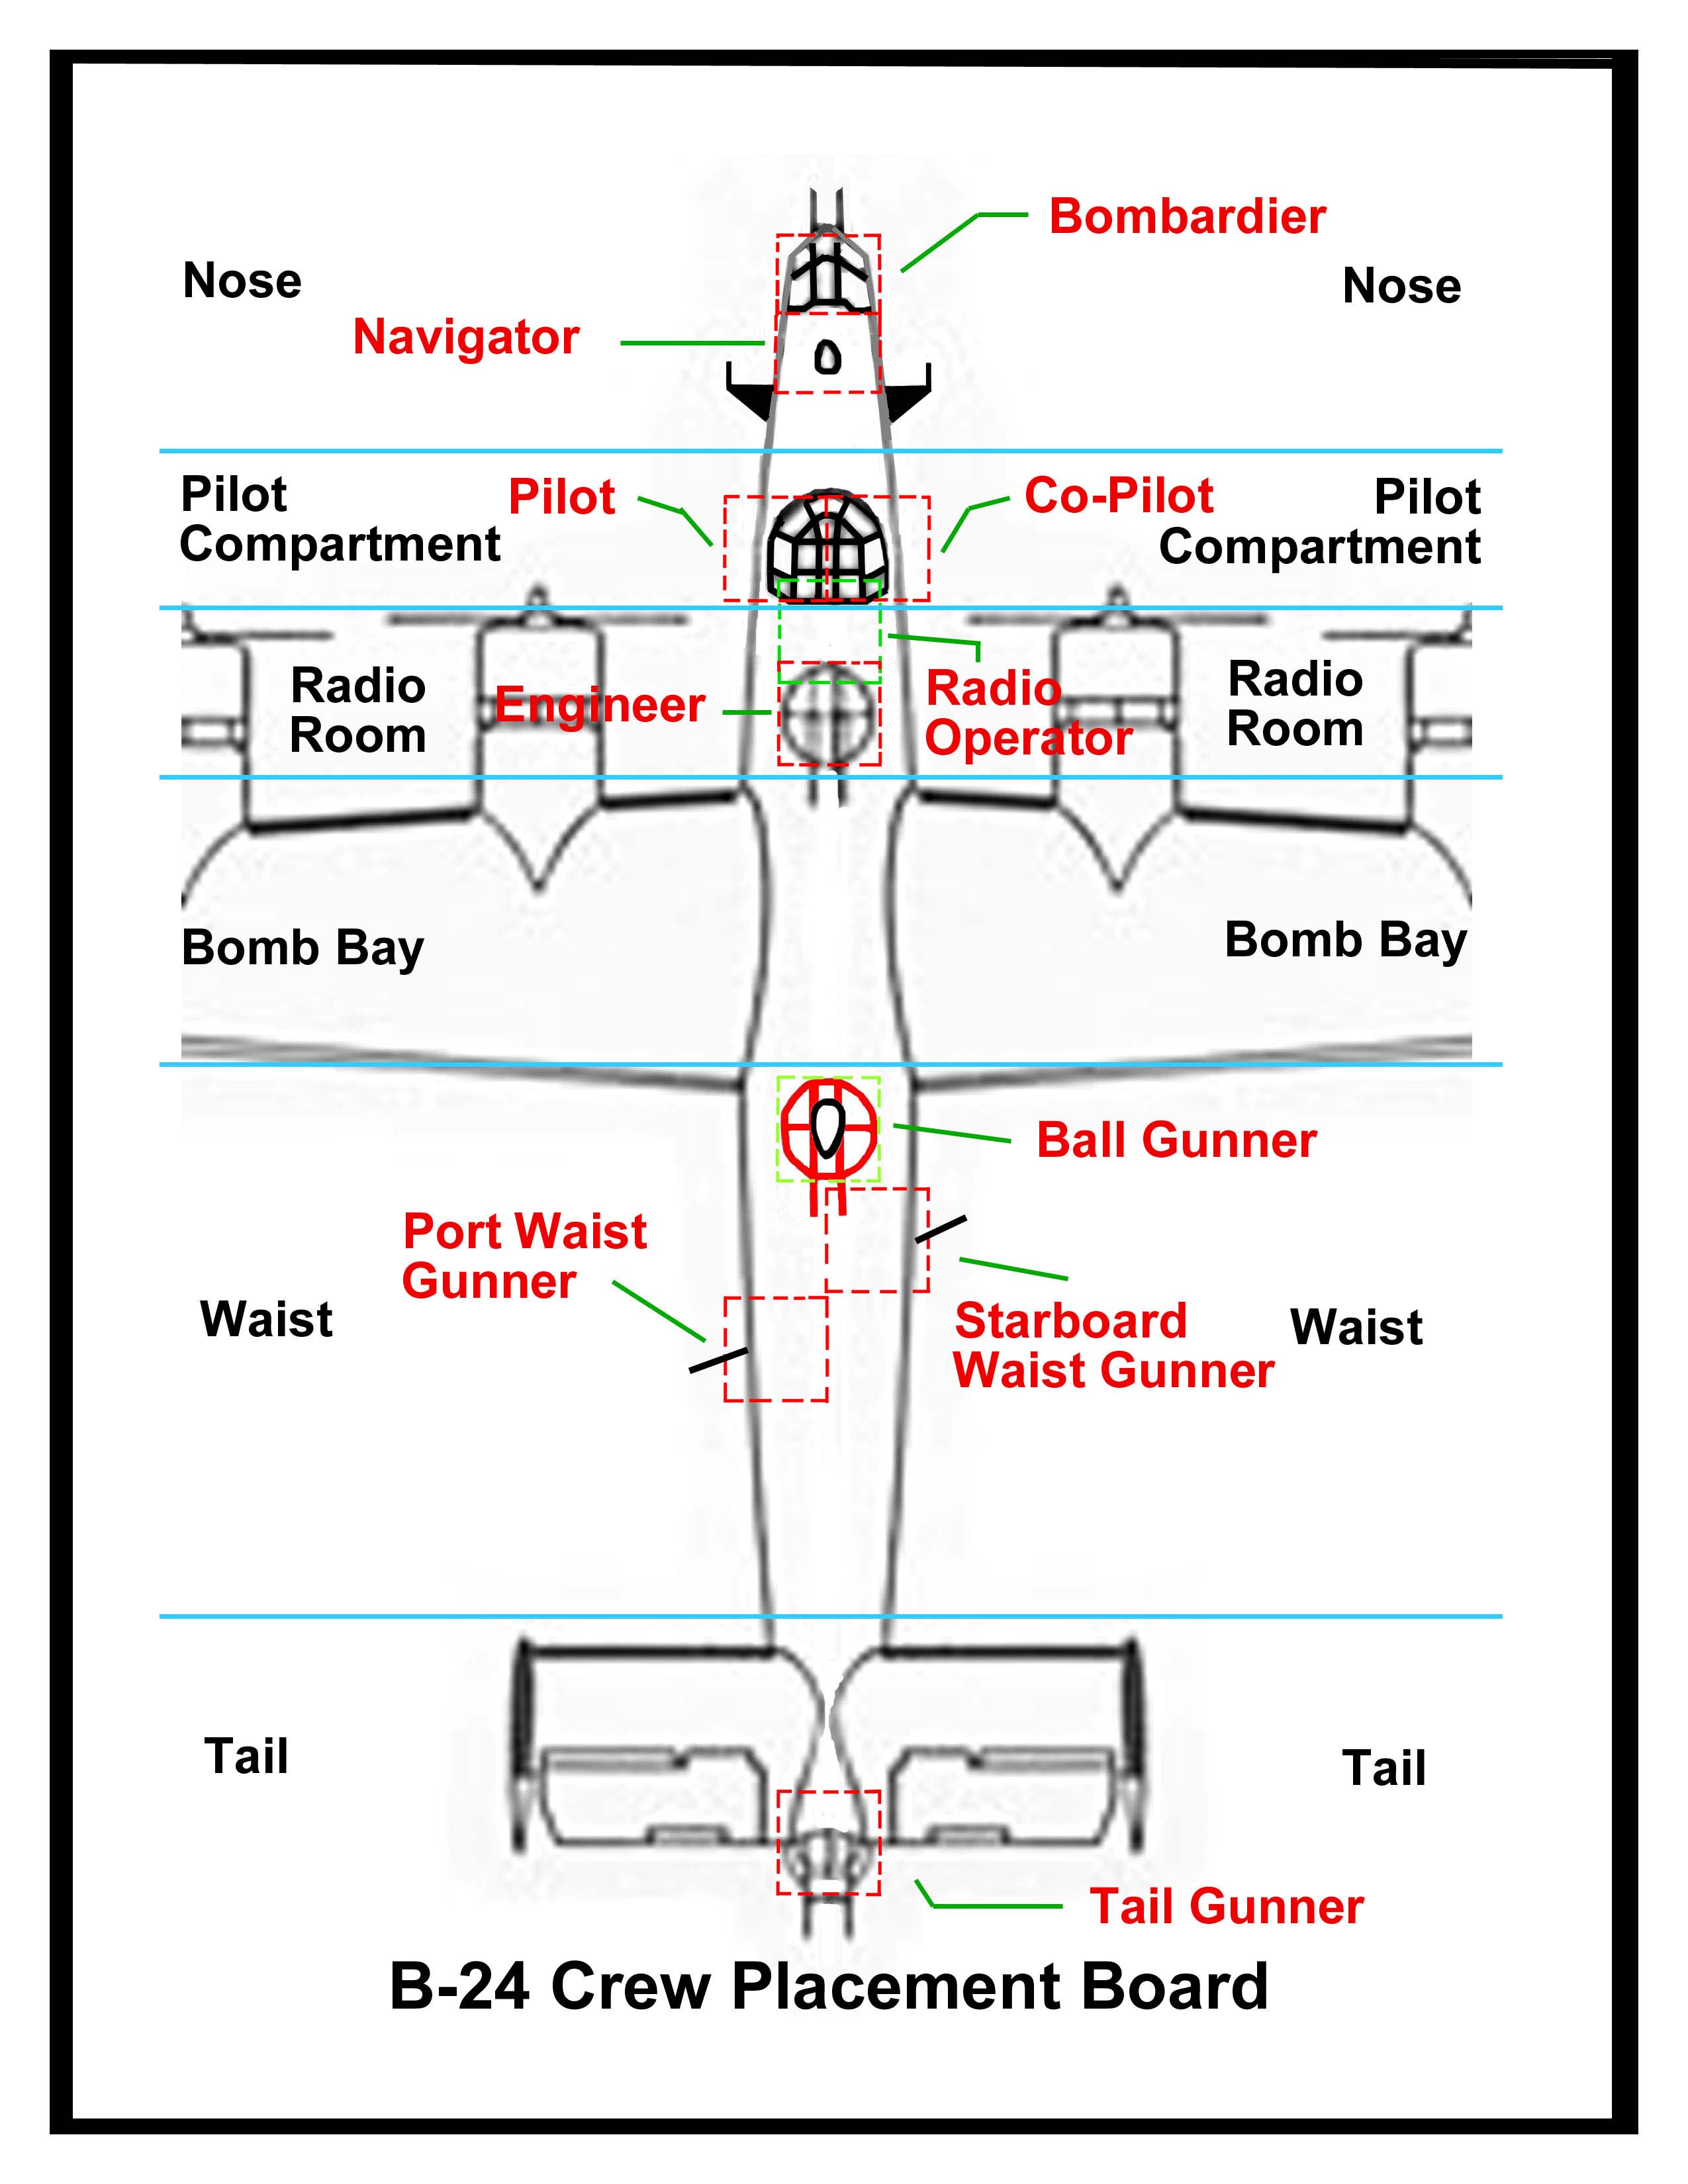 Bombardier
Nose
Nose
Navigator
Pilot
Compartment
Pilot
Co-Pilot
Pilot
Compartment
Radio
Room
Engineer
Radio
Operator
Radio
Room
Bomb Bay
Bomb Bay
Ball Gunner
Port Waist
Gunner
Waist
Starboard
Waist Gunner
Waist
Tail
Tail
Tail Gunner
B-24 Crew Placement Board